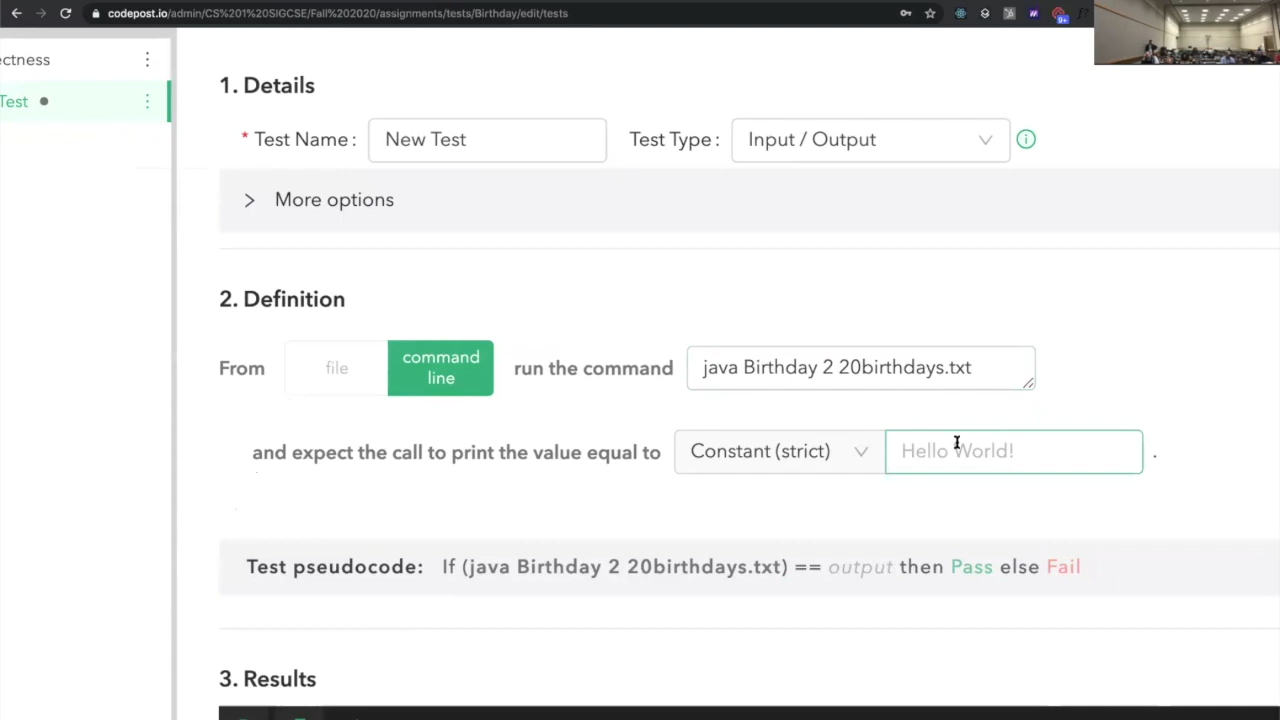 codepost.io/admin/CS%201%20SIGCSE/Fall%202020/assignments/tests/Birthday/edit/tests
9+
ectness
Test
1. Details
* Test Name : New Test Test Type : Input / Output
More options
2. Definition
From file command line run the command java Birthday 2 20birthdays.txt
and expect the call to print the value equal to Constant (strict) Hello World! .
Test pseudocode: If (java Birthday 2 20birthdays.txt) == output then Pass else Fail
3. Results